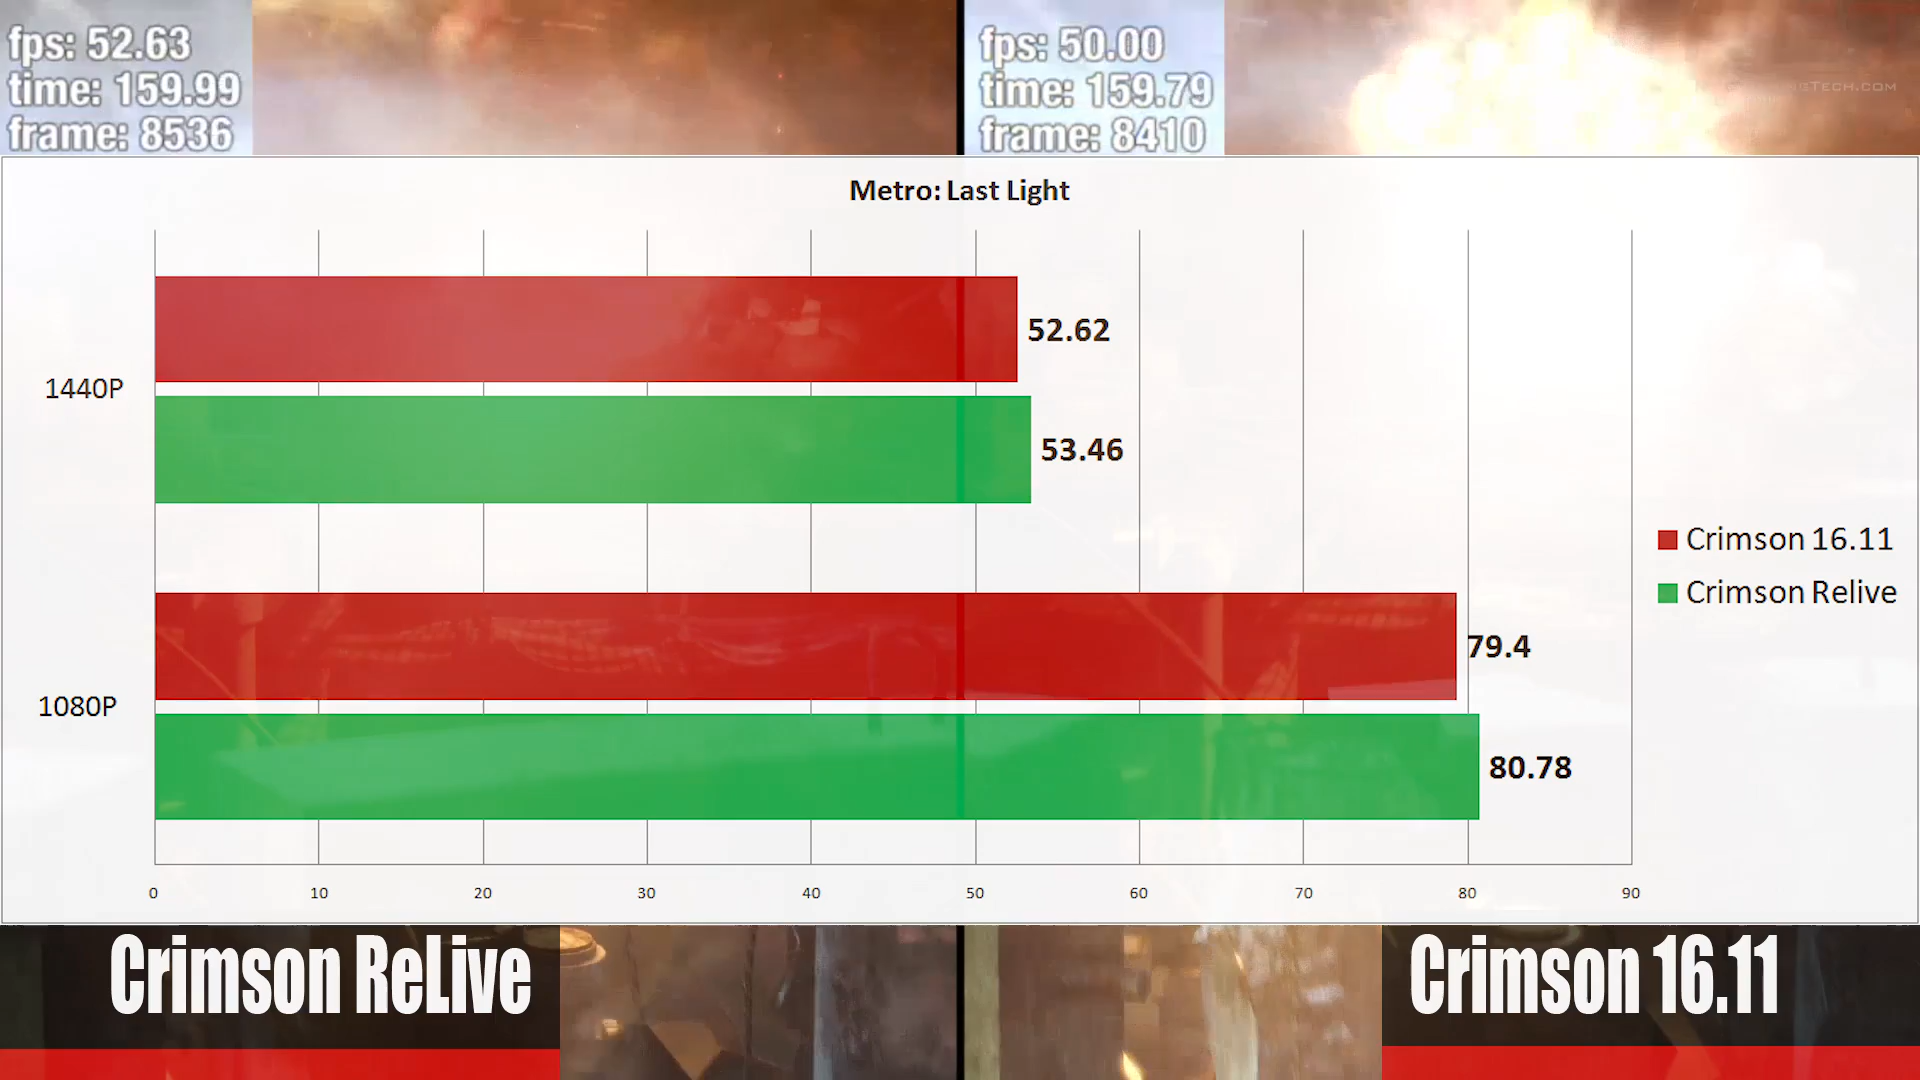 fps: 52.63
time: 159.99
frame: 8536
fps: 50.00
time: 159.79
frame: 8410
Metro: Last Light
1440P
52.62
53.46
1080P
79.4
80.78
Crimson 16.11
Crimson Relive
0 10 20 30 40 50 60 70 80 90
Crimson ReLive
Crimson 16.11